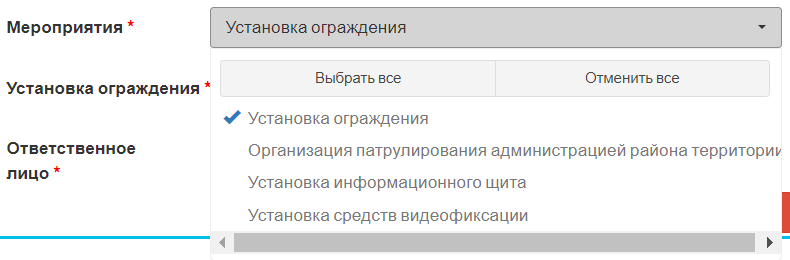 Мероприятия * Установка ограждения
Выбрать все Отменить все
Установка ограждения *
Установка ограждения
Организация патрулирования администрацией района территории
Ответственное
лицо *
Установка информационного щита
Установка средств видеофиксации